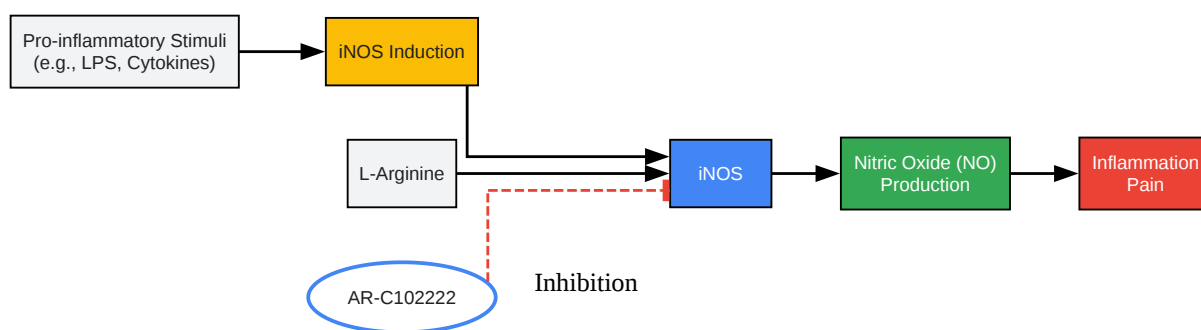 Pro-inflammatory Stimuli
(e.g., LPS, Cytokines)
iNOS Induction
L-Arginine
iNOS
Nitric Oxide (NO)
Production
Inflammation
Pain
AR-C102222
Inhibition